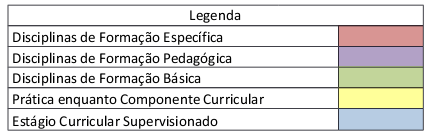 Legenda
Disciplinas de Formação Específica
Disciplinas de Formação Pedagógica
Disciplinas de Formação Básica
Prática enquanto Componente Curricular
Estágio Curricular Supervisionado